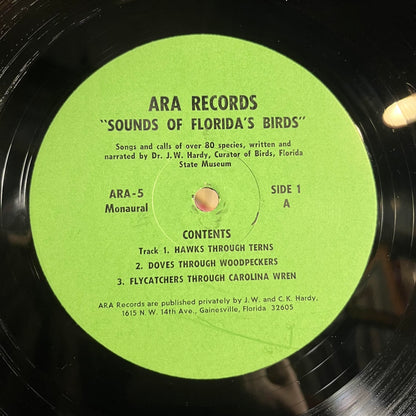 ARA RECORDS
"SOUNDS OF FLORIDA'S BIRDS"
Songs and calls of over 80 species, written and
narrated by Dr. J.W. Hardy, Curator of Birds, Florida
State Museum
ARA-5
Monaural
SIDE 1
A
CONTENTS
Track 1. HAWKS THROUGH TERNS
2. DOVES THROUGH WOODPECKERS
3. FLYCATCHERS THROUGH CAROLINA WREN
ARA Records are published privately by J.W. and C.K. Hardy,
1615 N.W. 14th Ave., Gainesville, Florida 32605